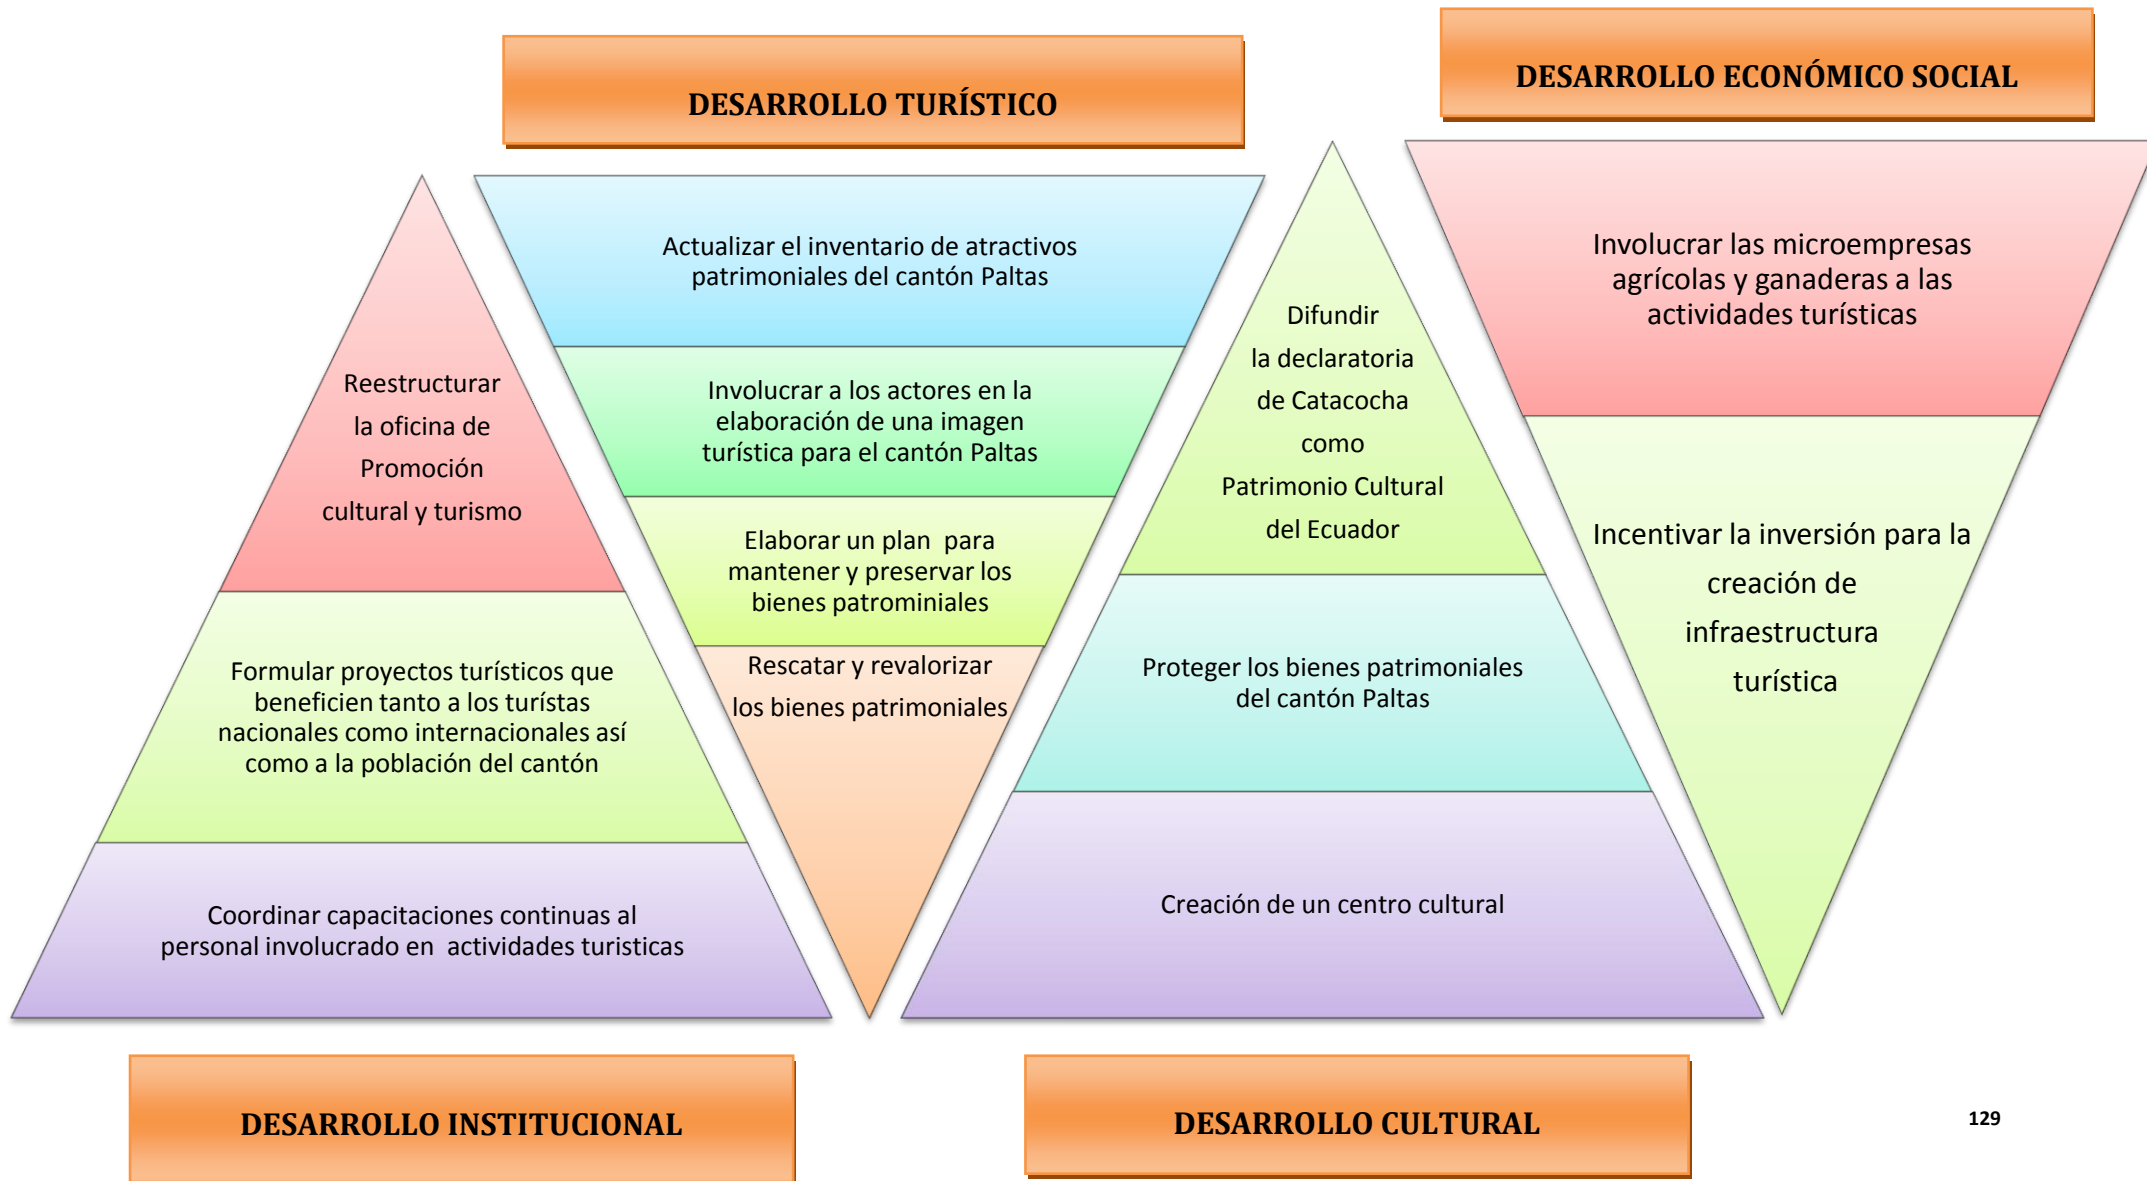 DESARROLLO TURÍSTICO
DESARROLLO ECONÓMICO SOCIAL
Reestructurar
la oficina de
Promoción
cultural y turismo
Formular proyectos turísticos que
beneficien tanto a los turístas
nacionales como internacionales así
como a la población del cantón
Coordinar capacitaciones continuas al
personal involucrado en  actividades turisticas
Actualizar el inventario de atractivos
patrimoniales del cantón Paltas
Involucrar a los actores en la
elaboración de una imagen
turística para el cantón Paltas
Elaborar un plan  para
mantener y preservar los
bienes patrominiales
Rescatar y revalorizar
los bienes patrimoniales
Difundir
la declaratoria
de Catacocha
como
Patrimonio Cultural
del Ecuador
Proteger los bienes patrimoniales
del cantón Paltas
Creación de un centro cultural
Involucrar las microempresas
agrícolas y ganaderas a las
actividades turísticas
Incentivar la inversión para la
creación de
infraestructura
turística
DESARROLLO INSTITUCIONAL
DESARROLLO CULTURAL
129